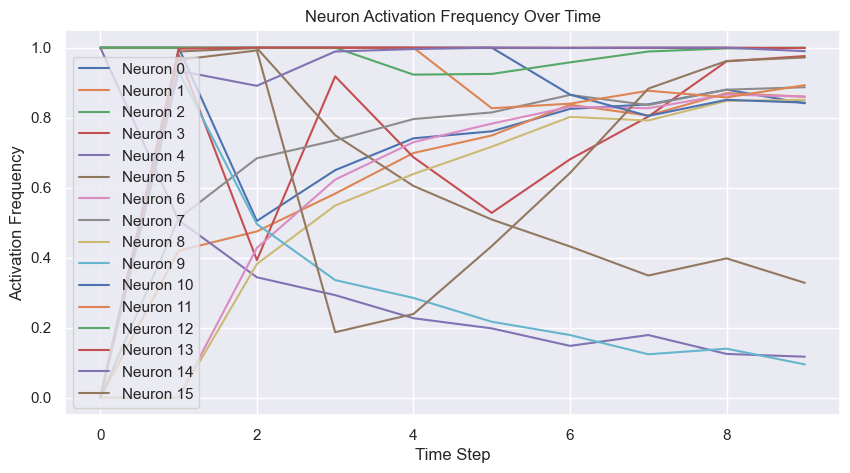 Neuron Activation Frequency Over Time
Activation Frequency
1.0
0.8
0.6
0.4
0.2
0.0
Neuron 0
Neuron 1
Neuron 2
Neuron 3
Neuron 4
Neuron 5
Neuron 6
Neuron 7
Neuron 8
Neuron 9
Neuron 10
Neuron 11
Neuron 12
Neuron 13
Neuron 14
Neuron 15
0 2 4 6 8
Time Step